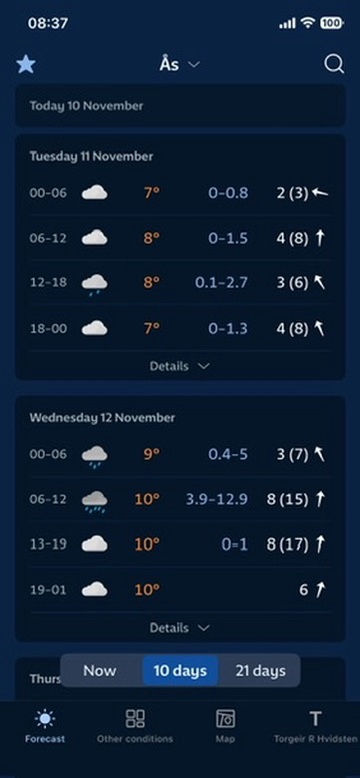 08:37
100
Ås
Today 10 November
Tuesday 11 November
00-06 7° 0-0.8 2 (3)
06-12 8° 0-1.5 4 (8)
12-18 8° 0.1-2.7 3 (6)
18-00 7° 0-1.3 4 (8)
Details
Wednesday 12 November
00-06 9° 0.4-5 3 (7)
06-12 10° 3.9-12.9 8 (15)
13-19 10° 0-1 8 (17)
19-01 10° 6
Details
Thurs
Now 10 days 21 days
T
Forecast Other conditions Map Torgeir R Hvidsten